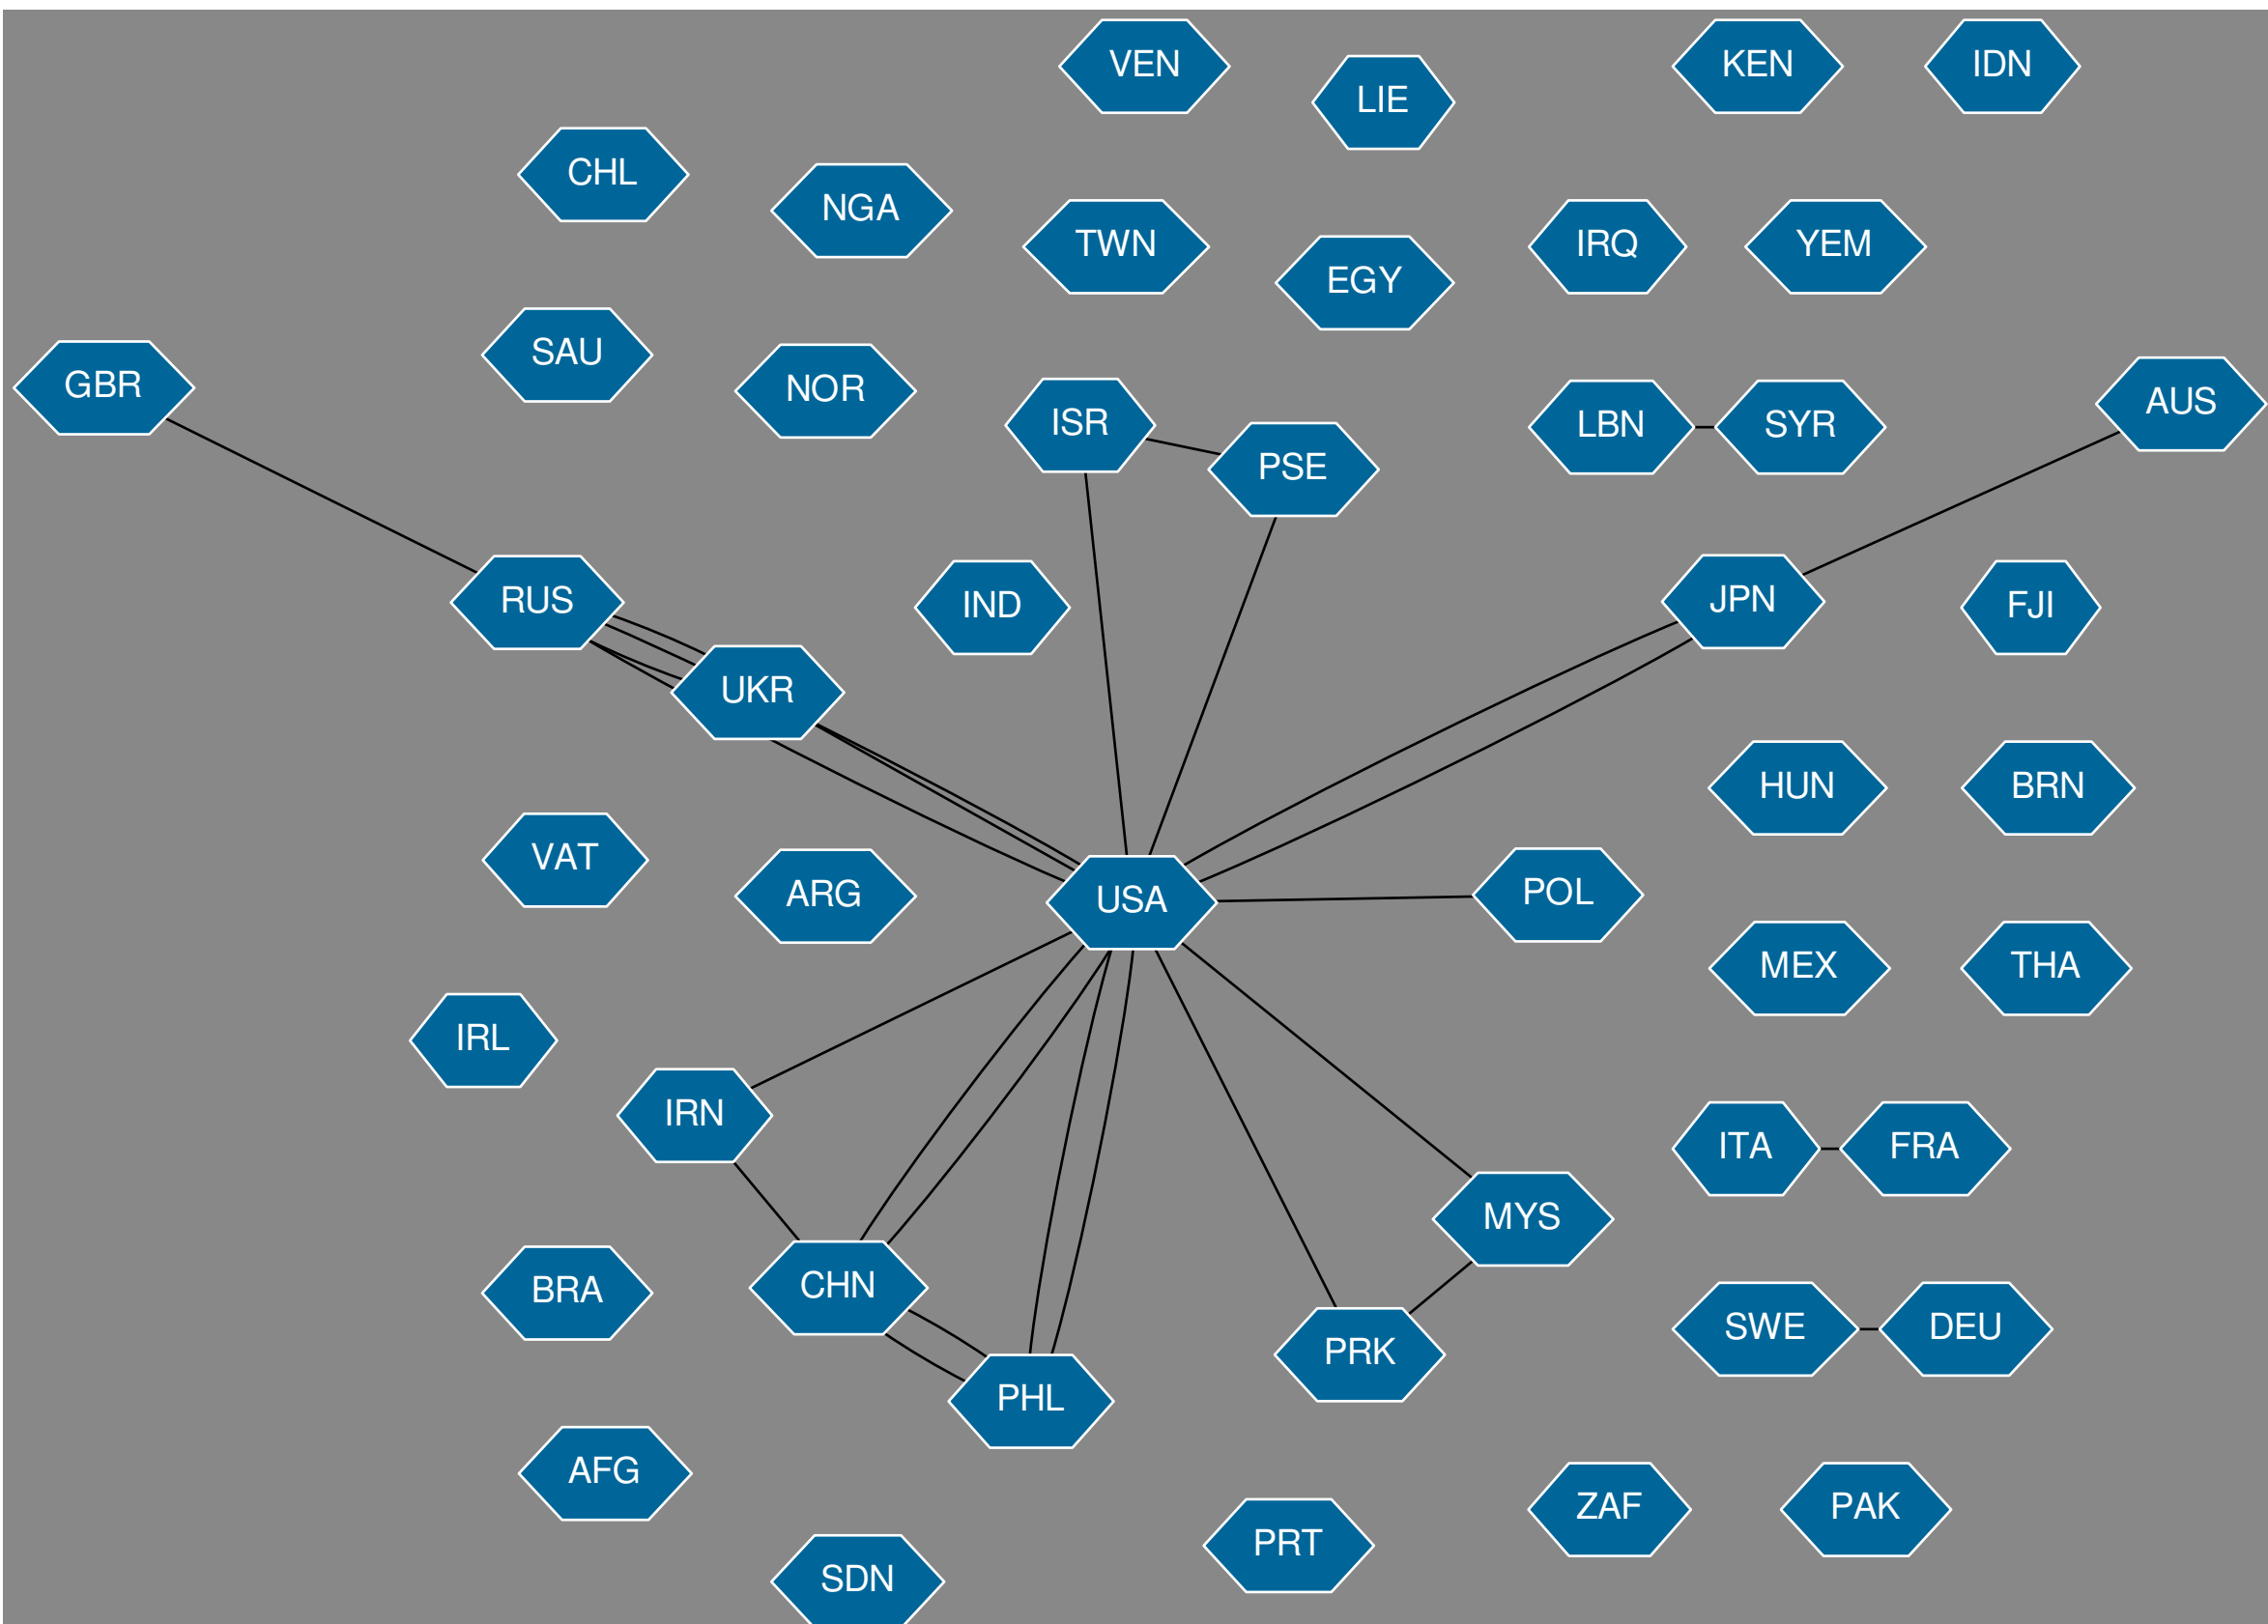 VEN
KEN
IDN
LIE
CHL
NGA
TWN
IRQ
YEM
EGY
SAU
GBR
NOR
AUS
ISR
LBN
SYR
PSE
RUS
JPN
IND
FJI
UKR
HUN
BRN
VAT
ARG
POL
USA
MEX
THA
IRL
IRN
ITA
FRA
MYS
CHN
BRA
SWE
DEU
PRK
PHL
AFG
ZAF
PAK
PRT
SDN